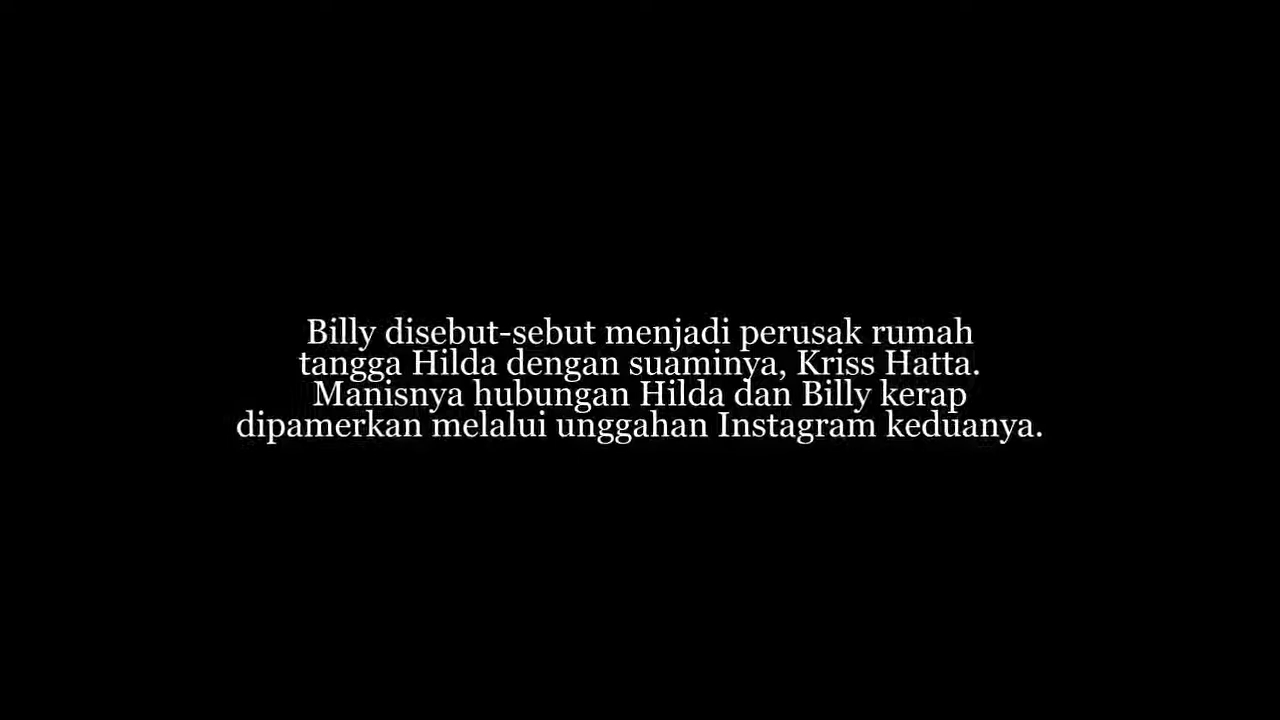 Billy disebut-sebut menjadi perusak rumah
tangga Hilda dengan suaminya, Kriss Hatta.
Manisnya hubungan Hilda dan Billy kerap
dipamerkan melalui unggahan Instagram keduanya.